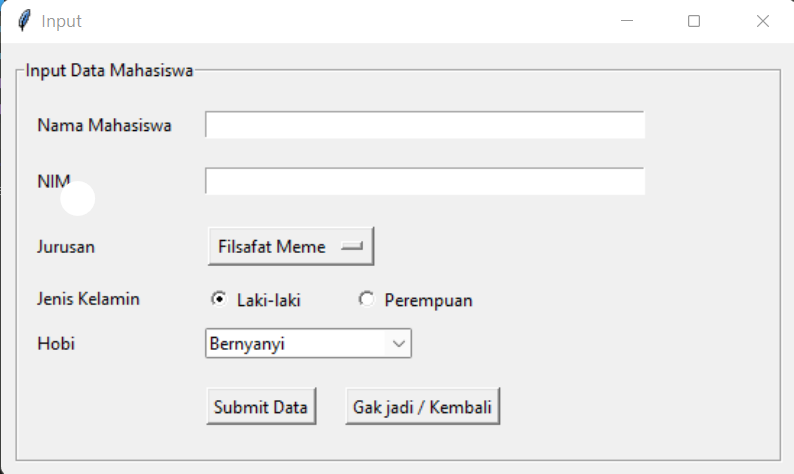 Input
Input Data Mahasiswa
Nama Mahasiswa
NIM
Jurusan Filsafat Meme
Jenis Kelamin Laki-laki Perempuan
Hobi Bernyanyi
Submit Data Gak jadi / Kembali